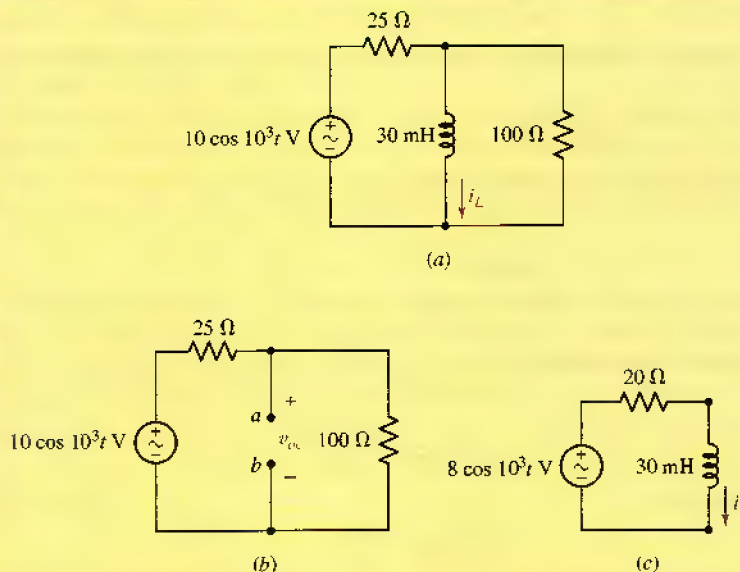 25 Ω
10 cos 10³t V
30 mH
100 Ω
i_L
(a)
25 Ω
10 cos 10³t V
a
+
100 Ω
b
−
(b)
20 Ω
8 cos 10³t V
30 mH
i
(c)